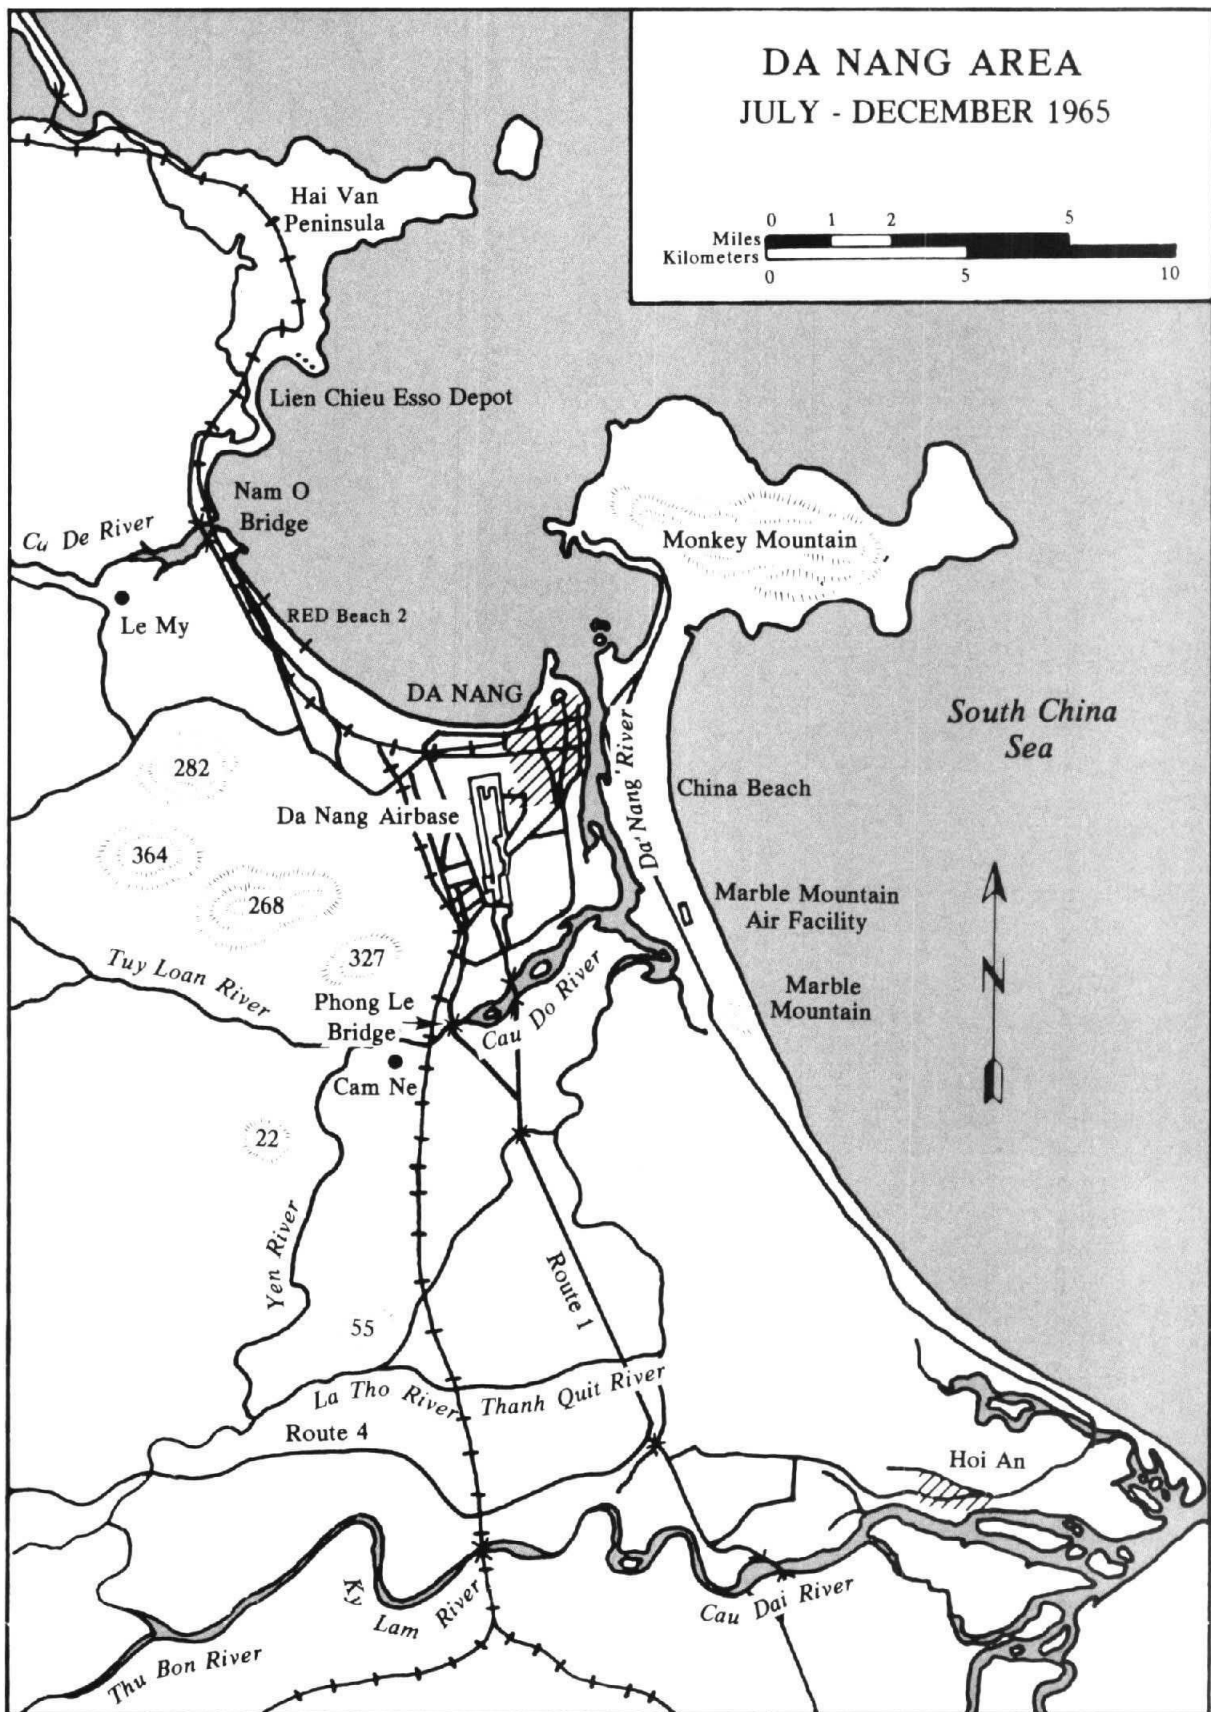 DA NANG AREA
JULY - DECEMBER 1965
0 1 2 5
Miles
Kilometers
0 5 10
Hai Van
Peninsula
Lien Chieu Esso Depot
Nam O
Bridge
Cu De River
Monkey Mountain
Le My
RED Beach 2
DA NANG
South China
Sea
282
China Beach
Da Nang River
Da Nang Airbase
364
268
Marble Mountain
Air Facility
327
Tuy Loan River
Marble
Mountain
Phong Le
Bridge
Cau Do River
Cam Ne
N
22
Yen River
Route 1
55
La Tho River
Thanh Quit River
Route 4
Hoi An
Ky Lam River
Cau Dai River
Thu Bon River